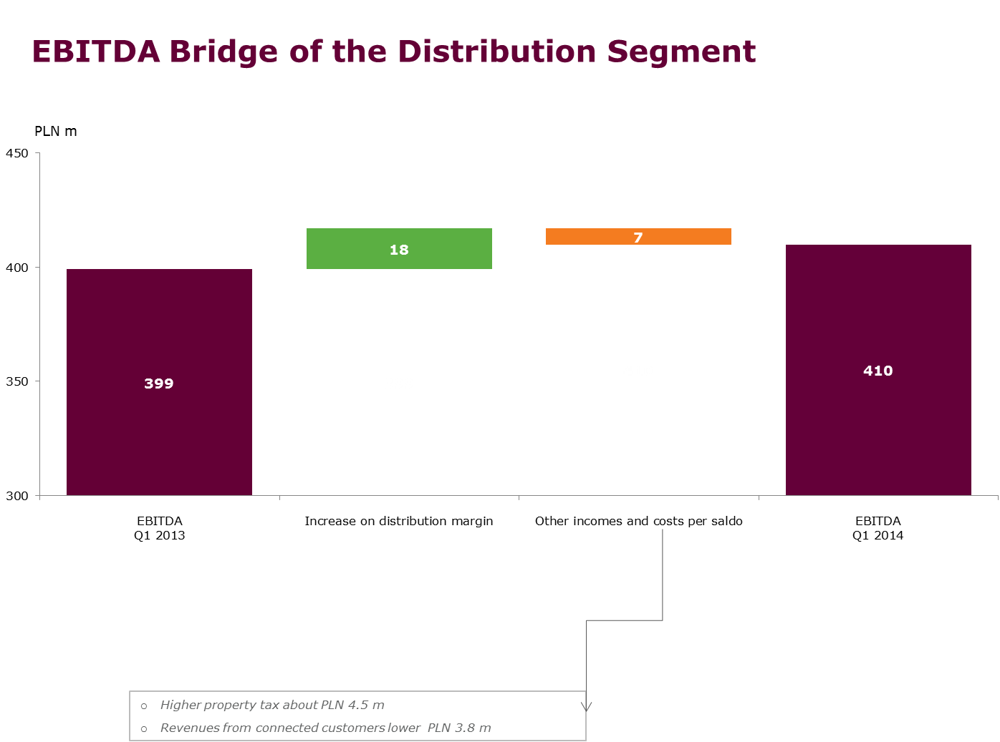 EBITDA Bridge of the Distribution Segment
PLN m
450
400
350
300
399
18
7
410
EBITDA
Q1 2013
Increase on distribution margin
Other incomes and costs per saldo
EBITDA
Q1 2014
Higher property tax about PLN 4.5 m
Revenues from connected customers lower PLN 3.8 m